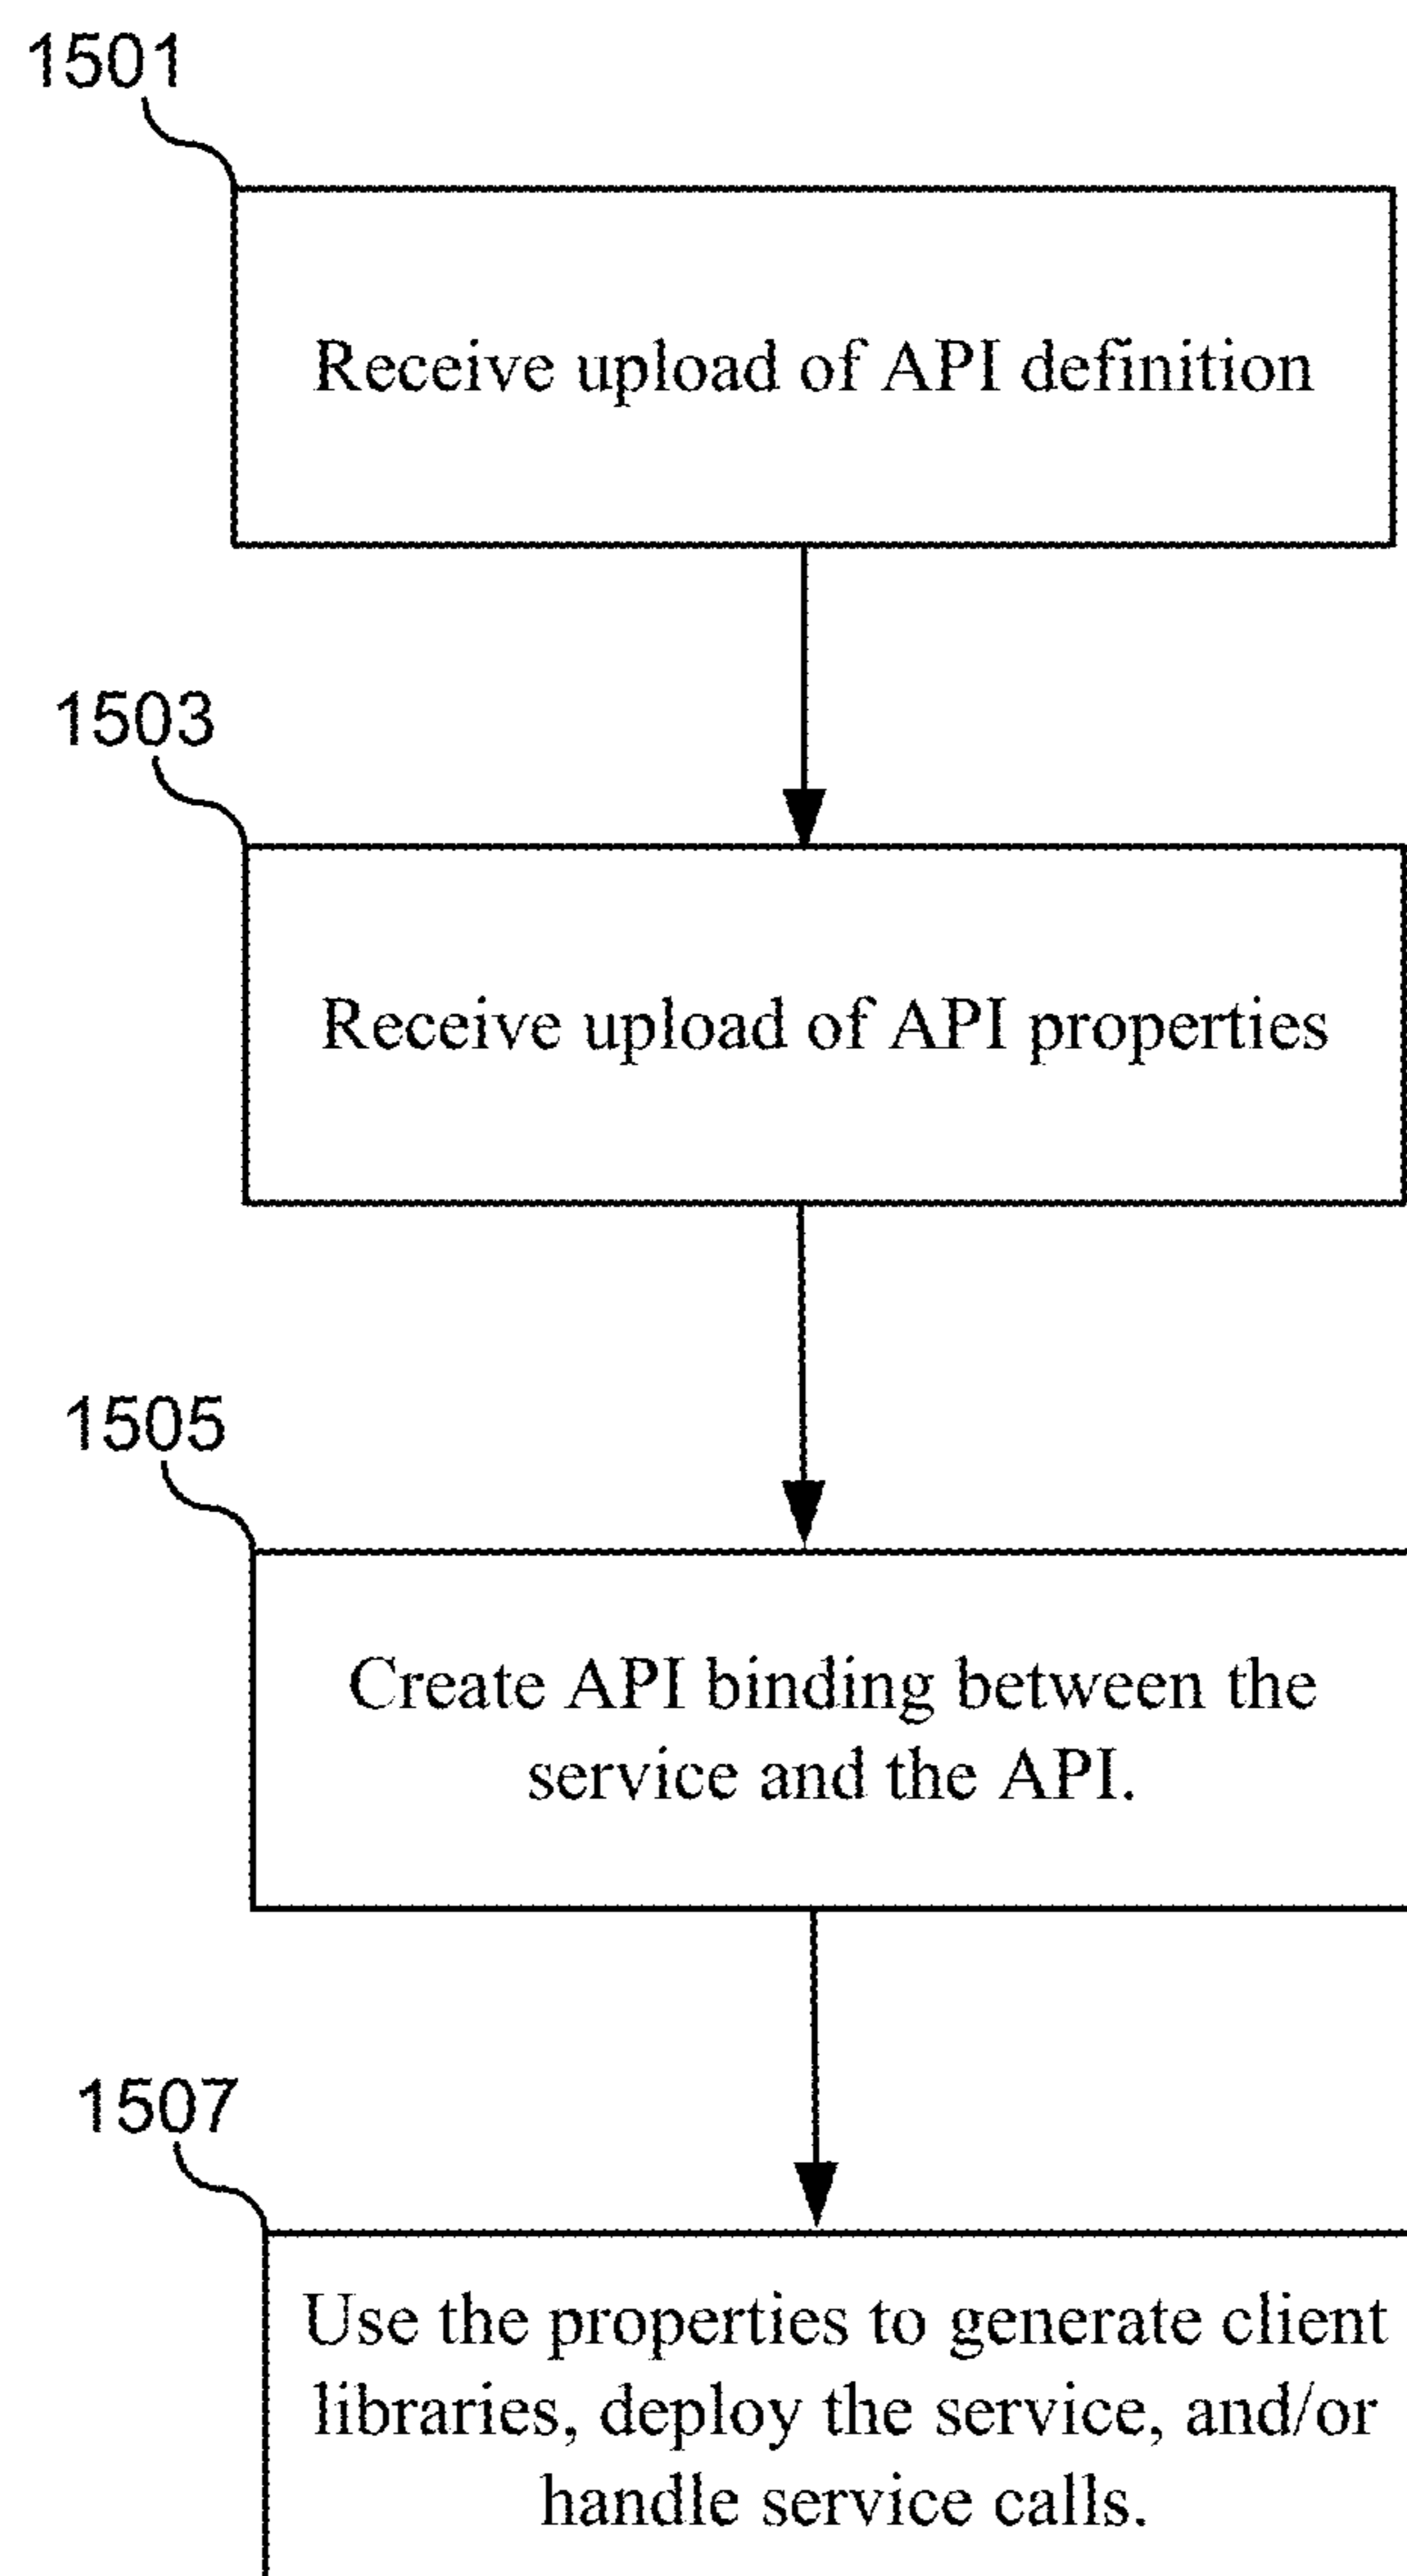 1501
Receive upload of API definition
1503
Receive upload of API properties
1505
Create API binding between the
service and the API.
1507
Use the properties to generate client
libraries, deploy the service, and/or
handle service calls.